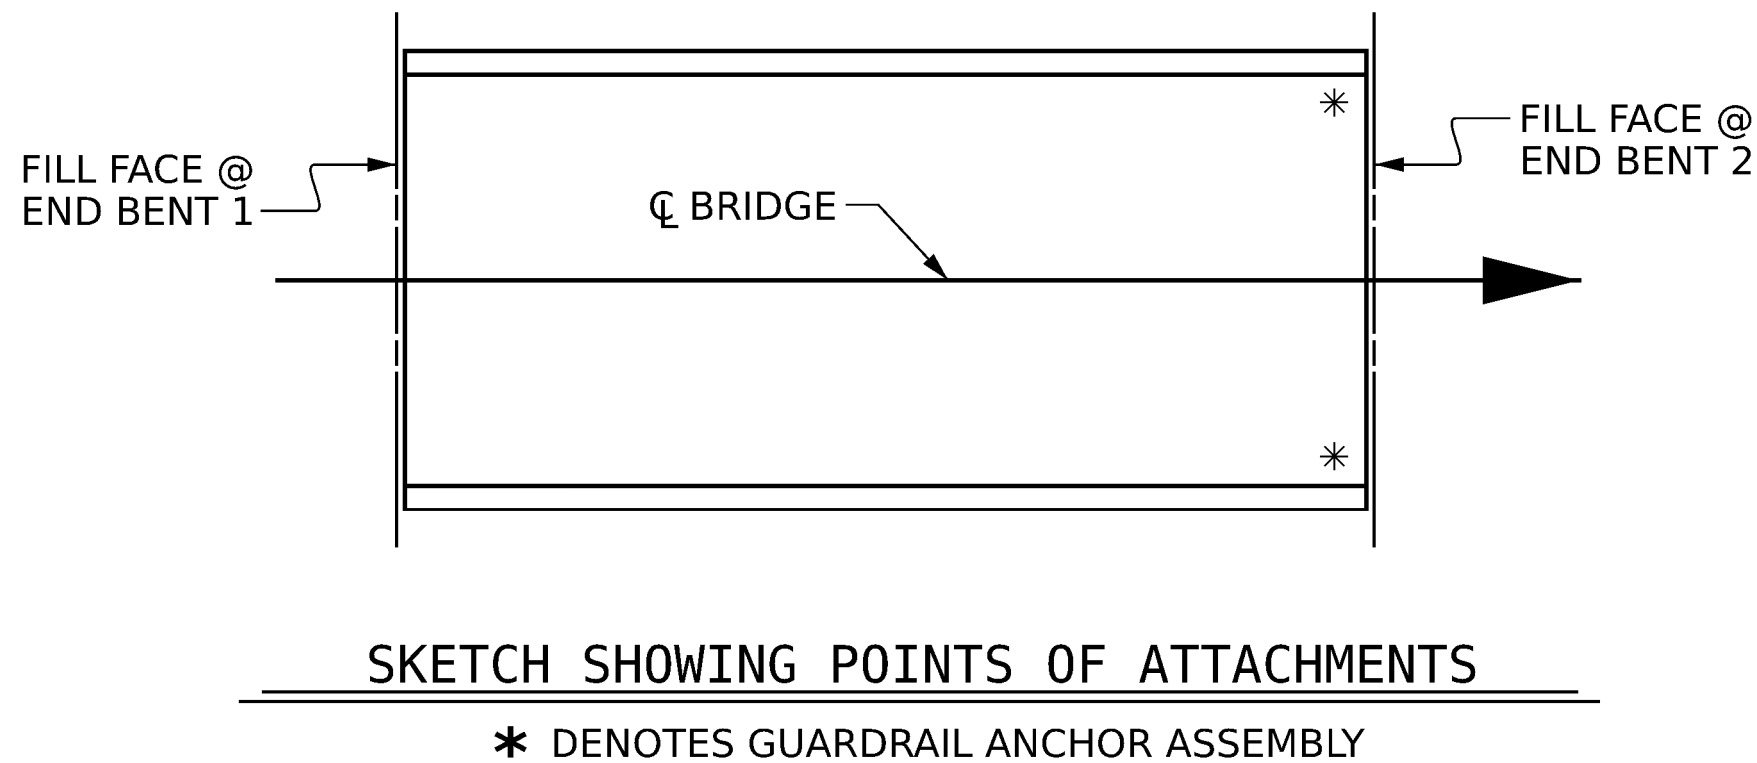 FILL FACE @
END BENT 1
℄ BRIDGE
FILL FACE @
END BENT 2
*
*
SKETCH SHOWING POINTS OF ATTACHMENTS
* DENOTES GUARDRAIL ANCHOR ASSEMBLY